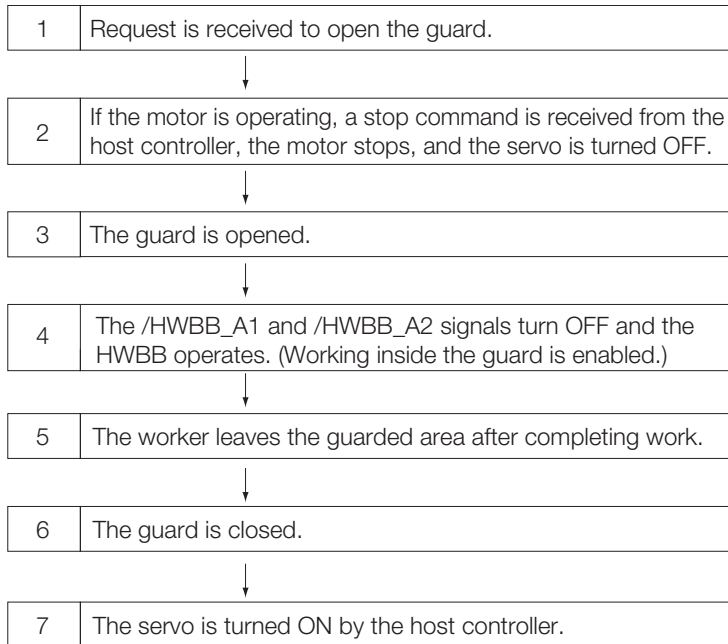 1 Request is received to open the guard.
2 If the motor is operating, a stop command is received from the
host controller, the motor stops, and the servo is turned OFF.
3 The guard is opened.
4 The /HWBB_A1 and /HWBB_A2 signals turn OFF and the
HWBB operates. (Working inside the guard is enabled.)
5 The worker leaves the guarded area after completing work.
6 The guard is closed.
7 The servo is turned ON by the host controller.